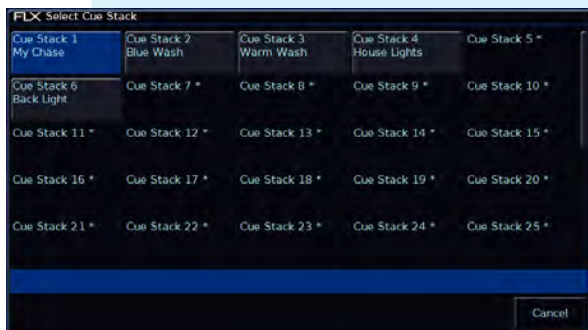 FLX Select Cue Stack
Cue Stack 1 Cue Stack 2 Cue Stack 3 Cue Stack 4 Cue Stack 5 *
My Chase Blue Wash Warm Wash House Lights
Cue Stack 6 Cue Stack 7 * Cue Stack 8 * Cue Stack 9 * Cue Stack 10 *
Back Light
Cue Stack 11 * Cue Stack 12 * Cue Stack 13 * Cue Stack 14 * Cue Stack 15 *
Cue Stack 16 * Cue Stack 17 * Cue Stack 18 * Cue Stack 19 * Cue Stack 20 *
Cue Stack 21 * Cue Stack 22 * Cue Stack 23 * Cue Stack 24 * Cue Stack 25 *
Cancel